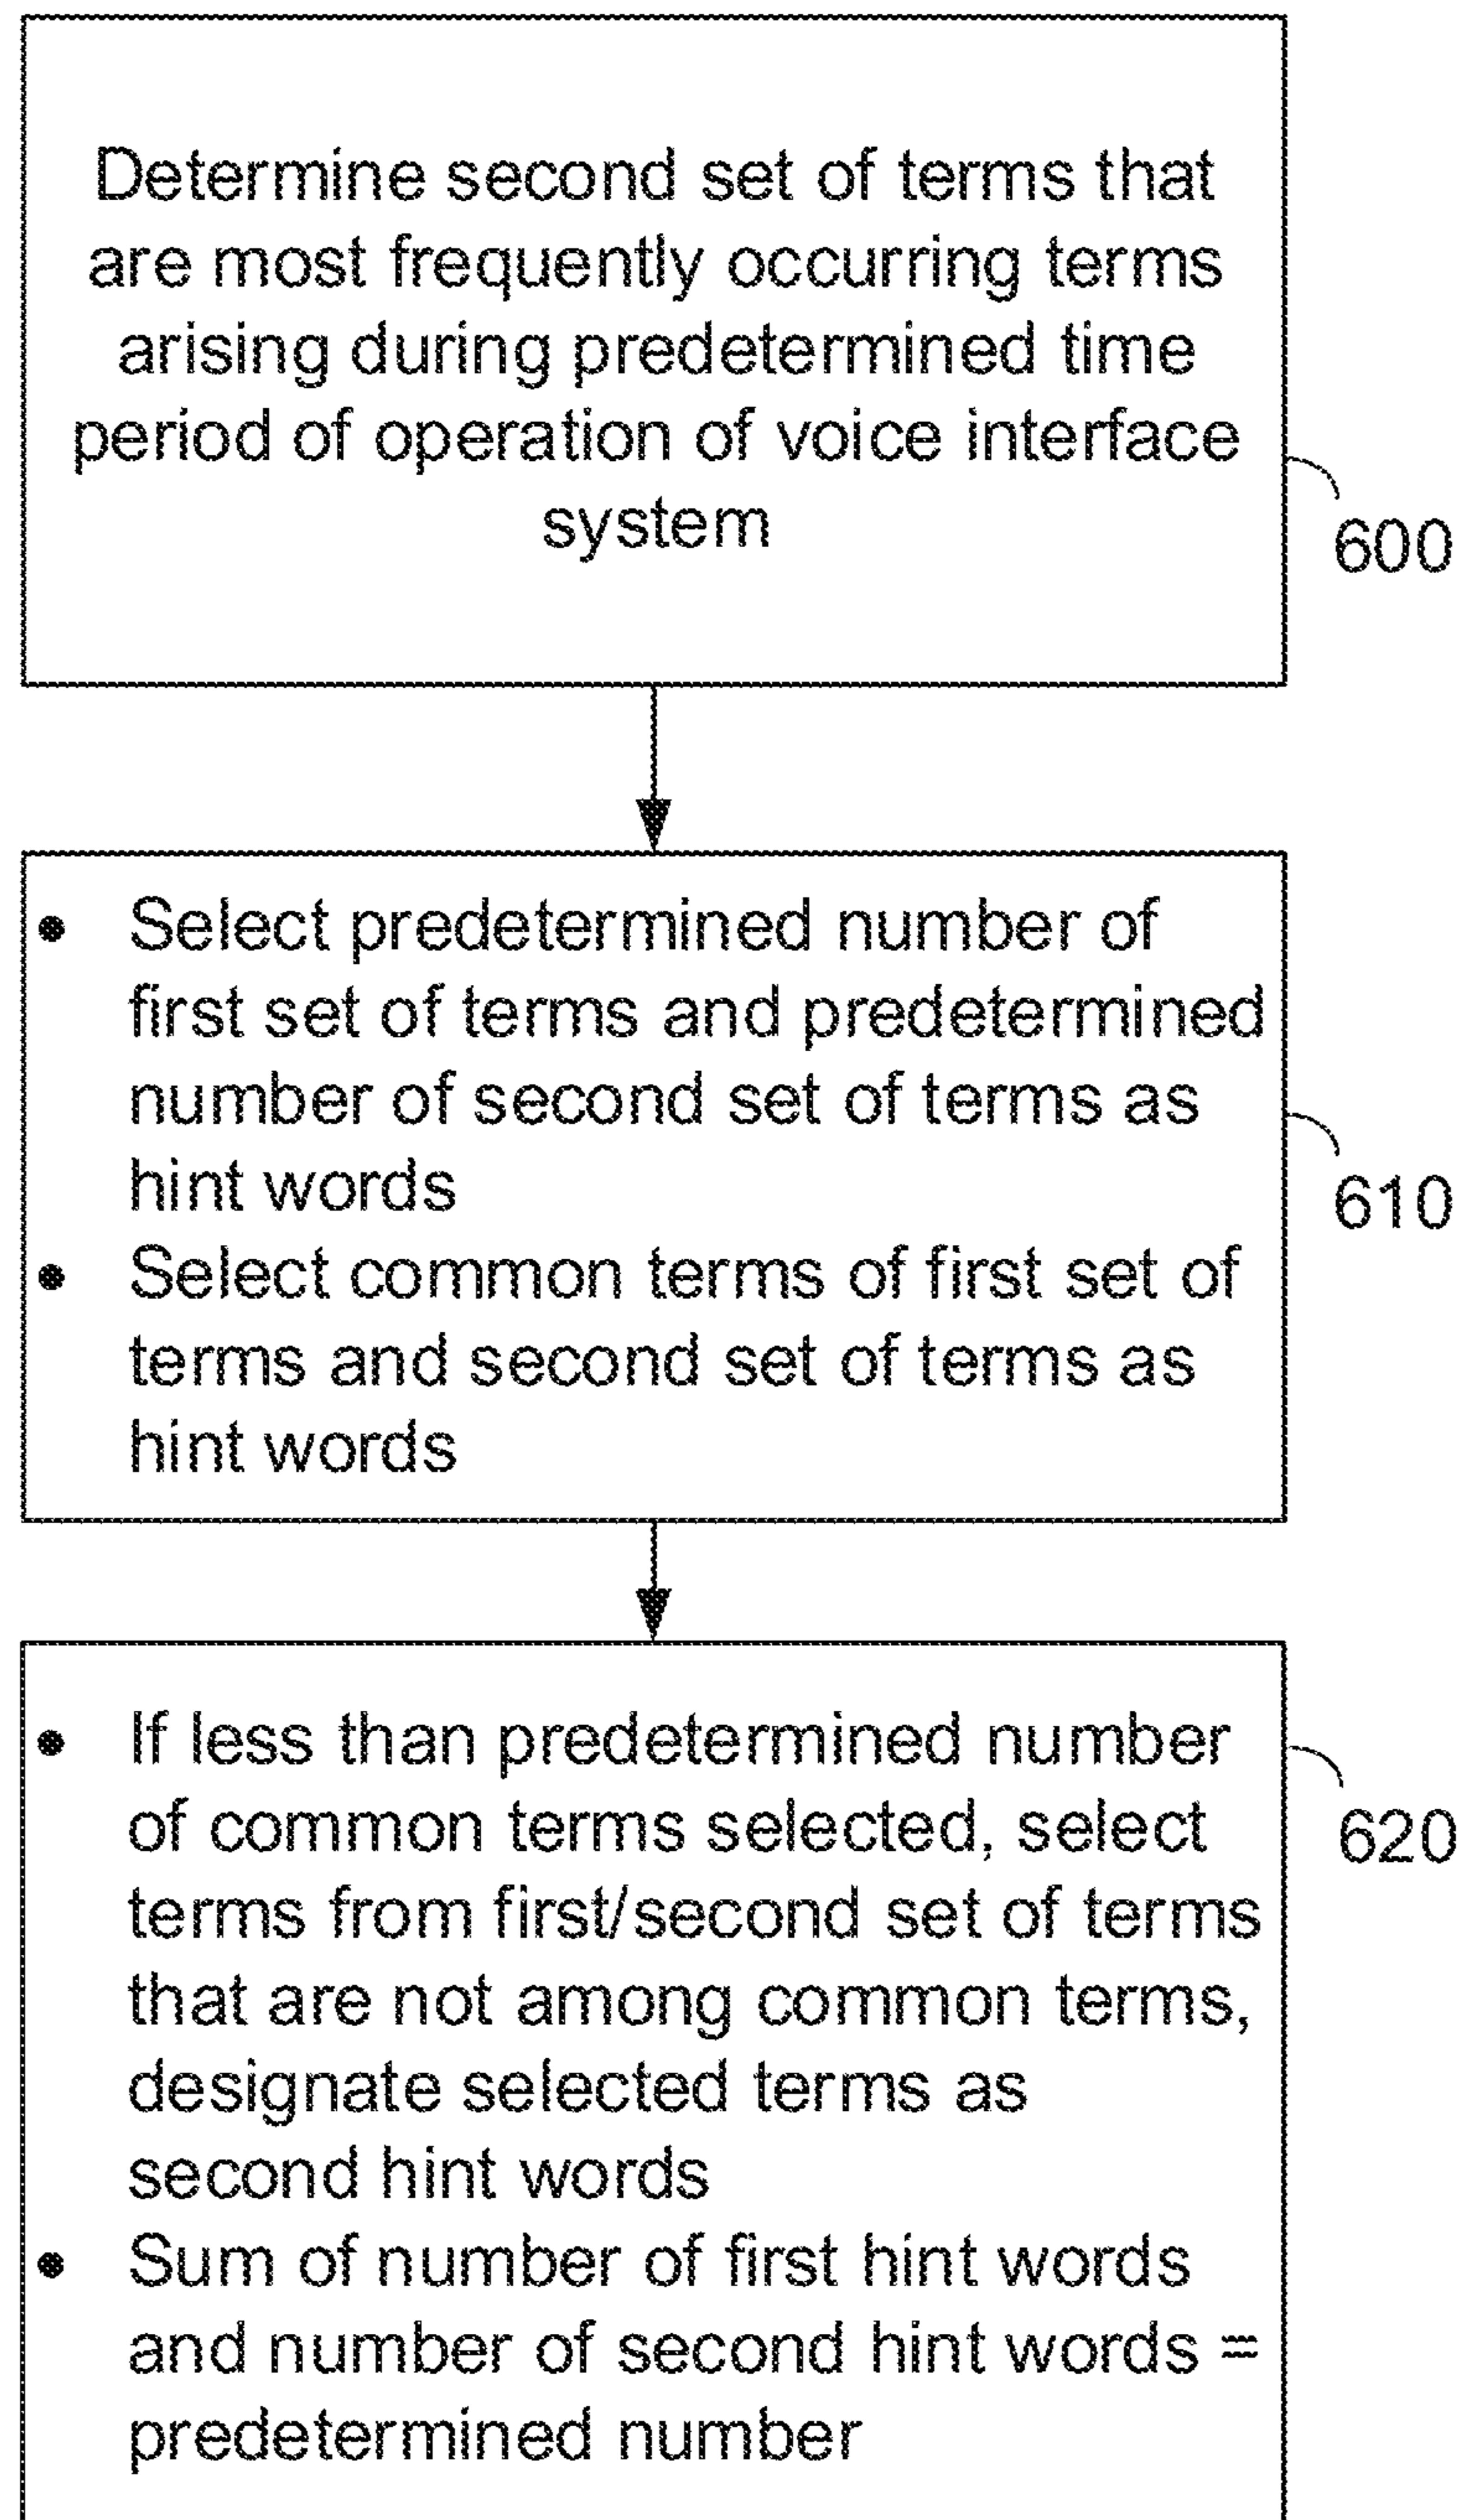 Determine second set of terms that
are most frequently occurring terms
arising during predetermined time
period of operation of voice interface
system
600
• Select predetermined number of
first set of terms and predetermined
number of second set of terms as
hint words
610
• Select common terms of first set of
terms and second set of terms as
hint words
• If less than predetermined number
of common terms selected, select
620
terms from first/second set of terms
that are not among common terms,
designate selected terms as
second hint words
• Sum of number of first hint words
and number of second hint words =
predetermined number